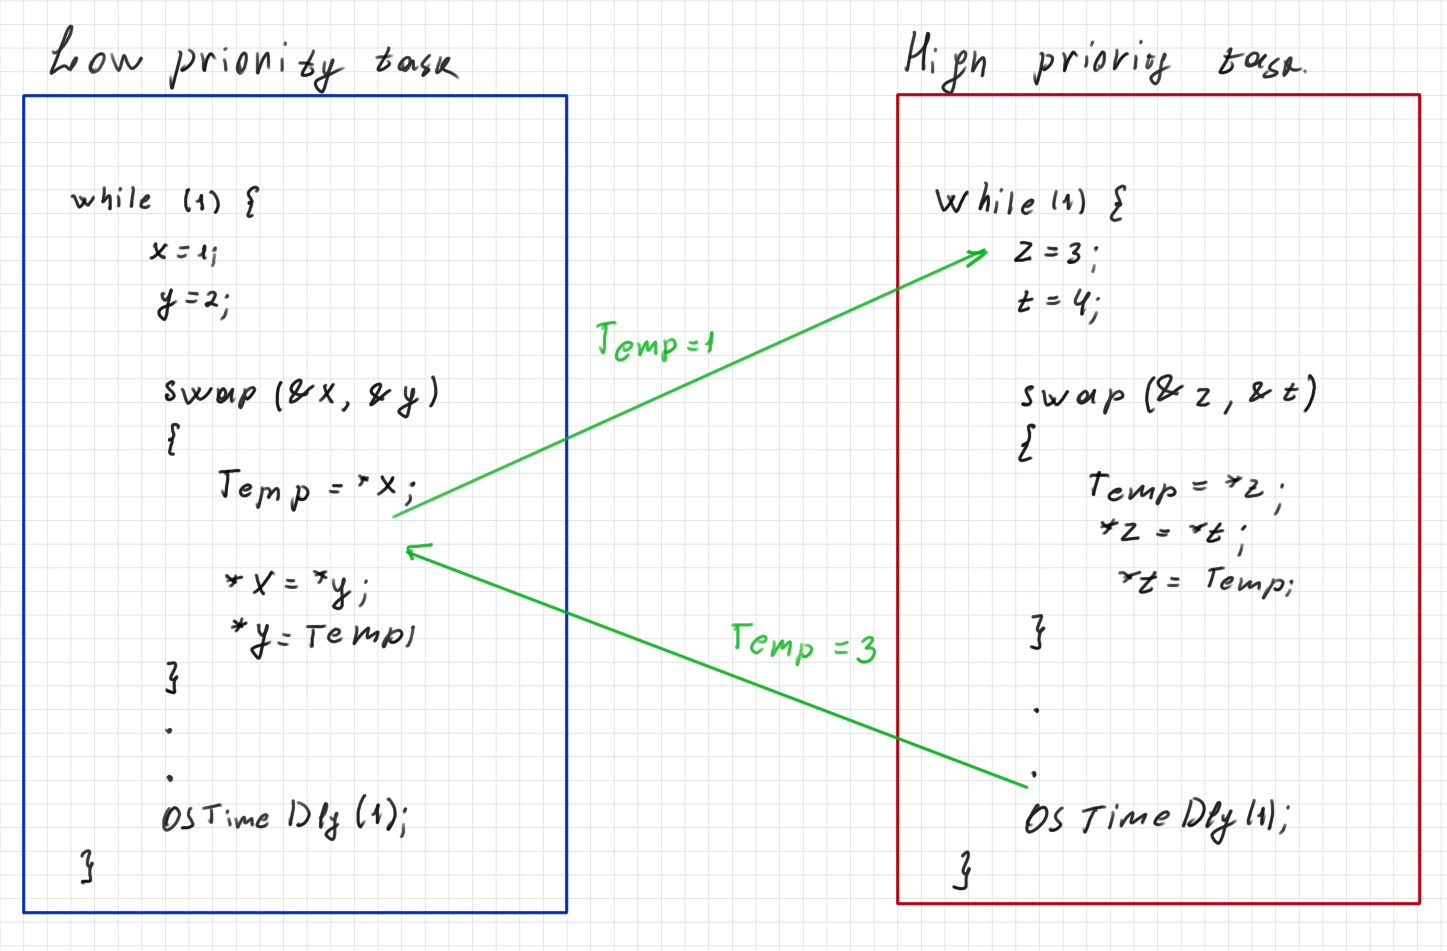 Low priority task
while (1) {
x = 1;
y = 2;
swap (&x, &y)
{
Temp = *x;
*x = *y;
*y = Temp;
}
.
.
OSTimeDly (1);
}
Temp = 1
Temp = 3
High priority task.
while (1) {
z = 3;
t = 4;
swap (&z, &t)
{
Temp = *z;
*z = *t;
*t = Temp;
}
.
.
OSTimeDly (1);
}